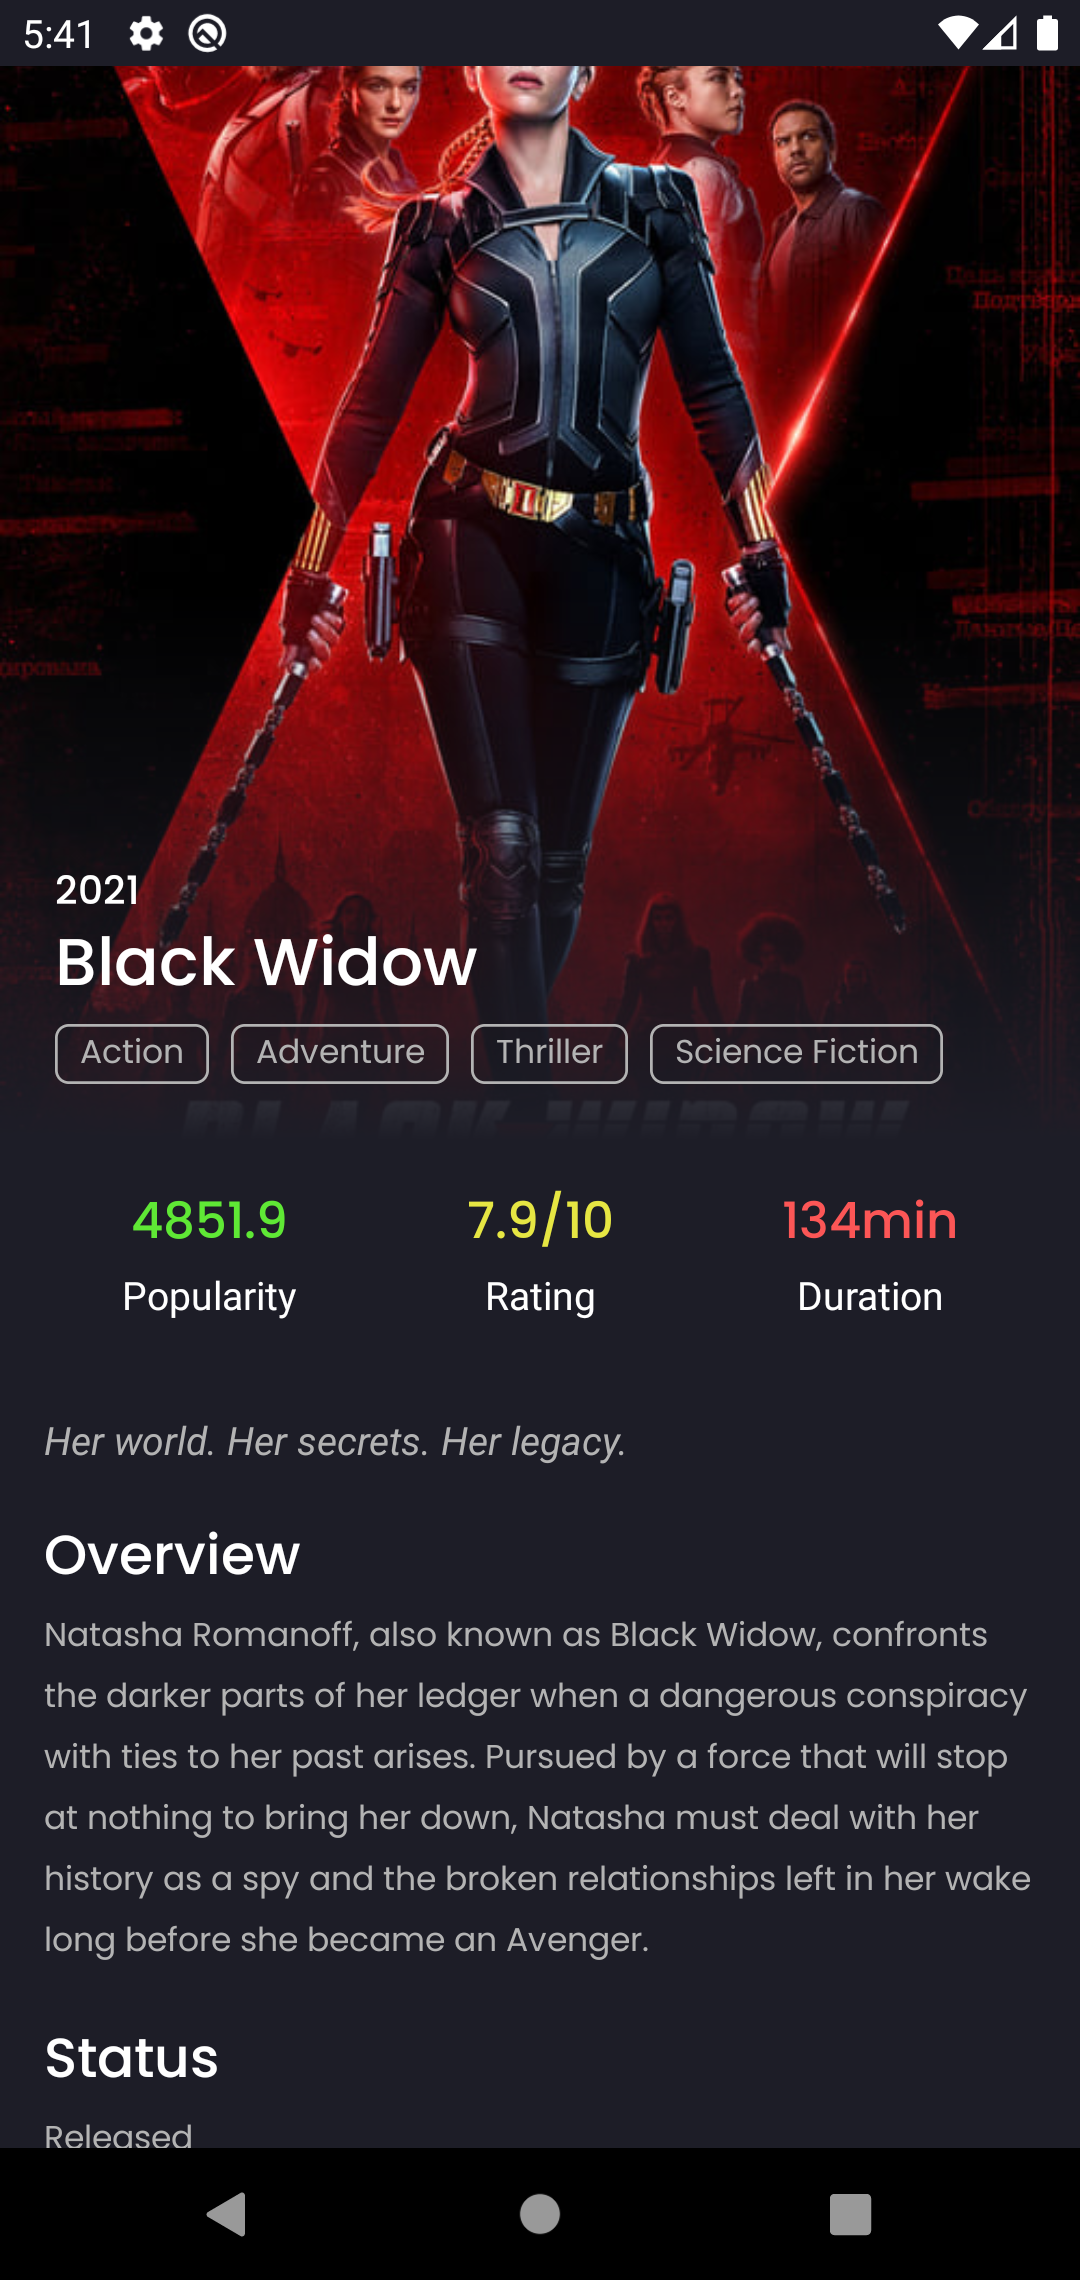 5:41
2021
Black Widow
Action
Adventure
Thriller
Science Fiction
BLACK WIDOW
4851.9
7.9/10
134min
Popularity
Rating
Duration
Her world. Her secrets. Her legacy.
Overview
Natasha Romanoff, also known as Black Widow, confronts
the darker parts of her ledger when a dangerous conspiracy
with ties to her past arises. Pursued by a force that will stop
at nothing to bring her down, Natasha must deal with her
history as a spy and the broken relationships left in her wake
long before she became an Avenger.
Status
Released